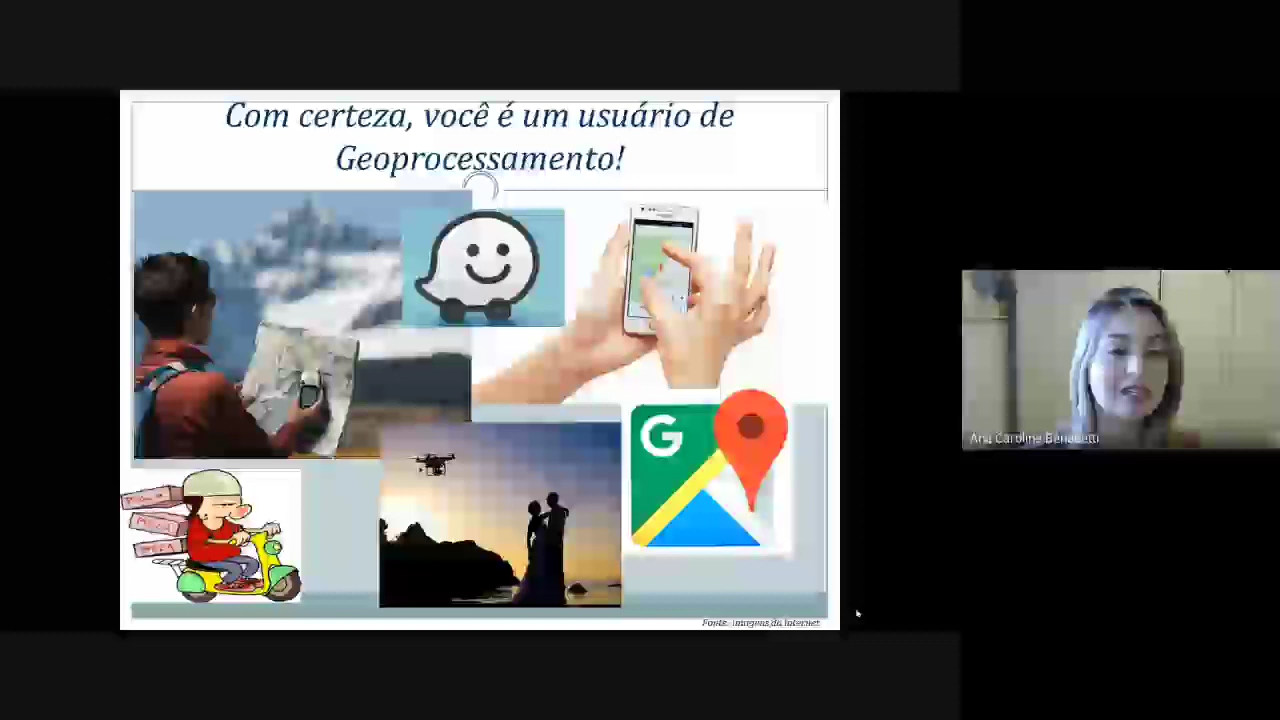 Com certeza, você é um usuário de
Geoprocessamento!
G
Fonte: Imagens da Internet
Ana Caroline Benedetti